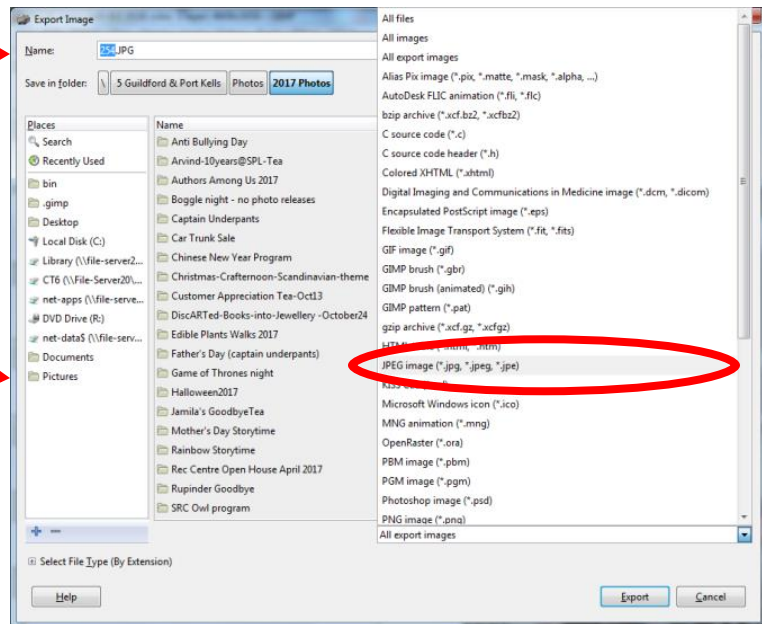 Export Image
Name: 254.JPG
Save in folder: \ 5 Guildford & Port Kells Photos 2017 Photos
Places
Search
Recently Used
bin
.gimp
Desktop
Local Disk (C:)
Library (\\file-server2...
CT6 (\\File-Server20\...
net-apps (\\file-serve...
DVD Drive (R:)
net-data$ (\\file-serv...
Documents
Pictures
Name
Anti Bullying Day
Arvind-10years@SPL-Tea
Authors Among Us 2017
Boggle night - no photo releases
Captain Underpants
Car Trunk Sale
Chinese New Year Program
Christmas-Crafternoon-Scandinavian-theme
Customer Appreciation Tea-Oct13
DiscARTed-Books-into-Jewellery -October24
Edible Plants Walks 2017
Father's Day (captain underpants)
Game of Thrones night
Halloween2017
Jamila's GoodbyeTea
Mother's Day Storytime
Rainbow Storytime
Rec Centre Open House April 2017
Rupinder Goodbye
SRC Owl program
All files
All images
All export images
Alias Pix image (*.pix, *.matte, *.mask, *.alpha, ...)
AutoDesk FLIC animation (*.fli, *.flc)
bzip archive (*.xcf.bz2, *.xcfbz2)
C source code (*.c)
C source code header (*.h)
Colored XHTML (*.xhtml)
Digital Imaging and Communications in Medicine image (*.dcm, *.dicom)
Encapsulated PostScript image (*.eps)
Flexible Image Transport System (*.fit, *.fits)
GIF image (*.gif)
GIMP brush (*.gbr)
GIMP brush (animated) (*.gih)
GIMP pattern (*.pat)
gzip archive (*.xcf.gz, *.xcfgz)
HTML
JPEG image (*.jpg, *.jpeg, *.jpe)
KISS
Microsoft Windows icon (*.ico)
MNG animation (*.mng)
OpenRaster (*.ora)
PBM image (*.pbm)
PGM image (*.pgm)
Photoshop image (*.psd)
PNG image (*.png)
All export images
Select File Type (By Extension)
Help
Export
Cancel